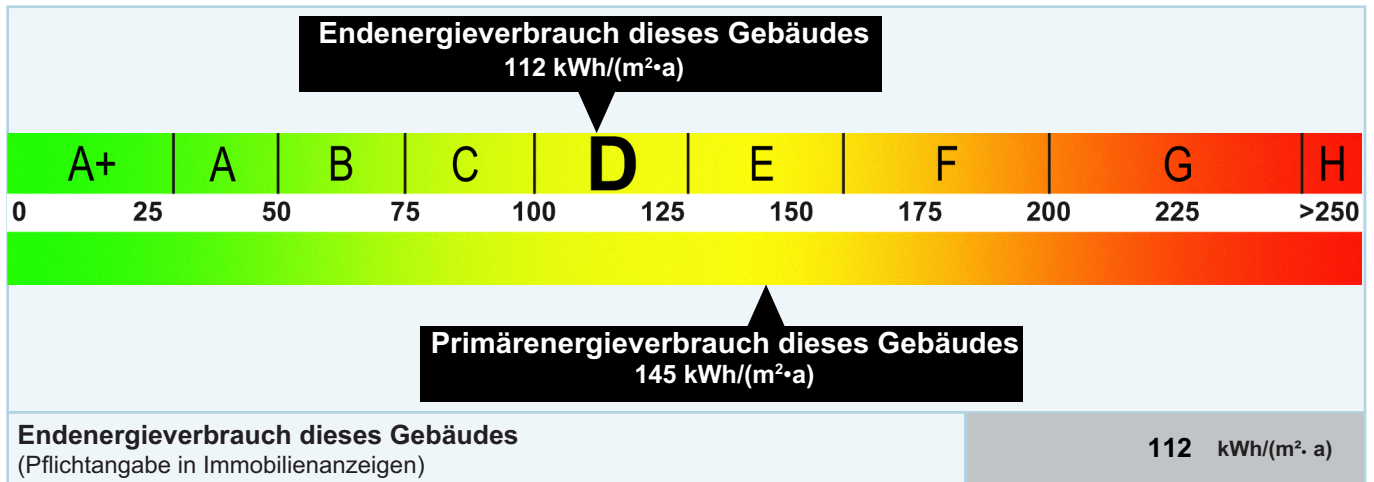 Endenergieverbrauch dieses Gebäudes
112 kWh/(m²•a)
A+ A B C D E F G H
0 25 50 75 100 125 150 175 200 225 >250
Primärenergieverbrauch dieses Gebäudes
145 kWh/(m²•a)
Endenergieverbrauch dieses Gebäudes
(Pflichtangabe in Immobilienanzeigen)
112 kWh/(m²· a)